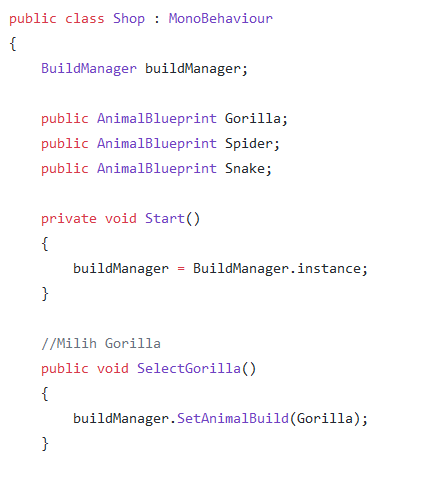 public class Shop : MonoBehaviour
{
    BuildManager buildManager;
    public AnimalBlueprint Gorilla;
    public AnimalBlueprint Spider;
    public AnimalBlueprint Snake;
    private void Start()
    {
        buildManager = BuildManager.instance;
    }
    //Milih Gorilla
    public void SelectGorilla()
    {
        buildManager.SetAnimalBuild(Gorilla);
    }